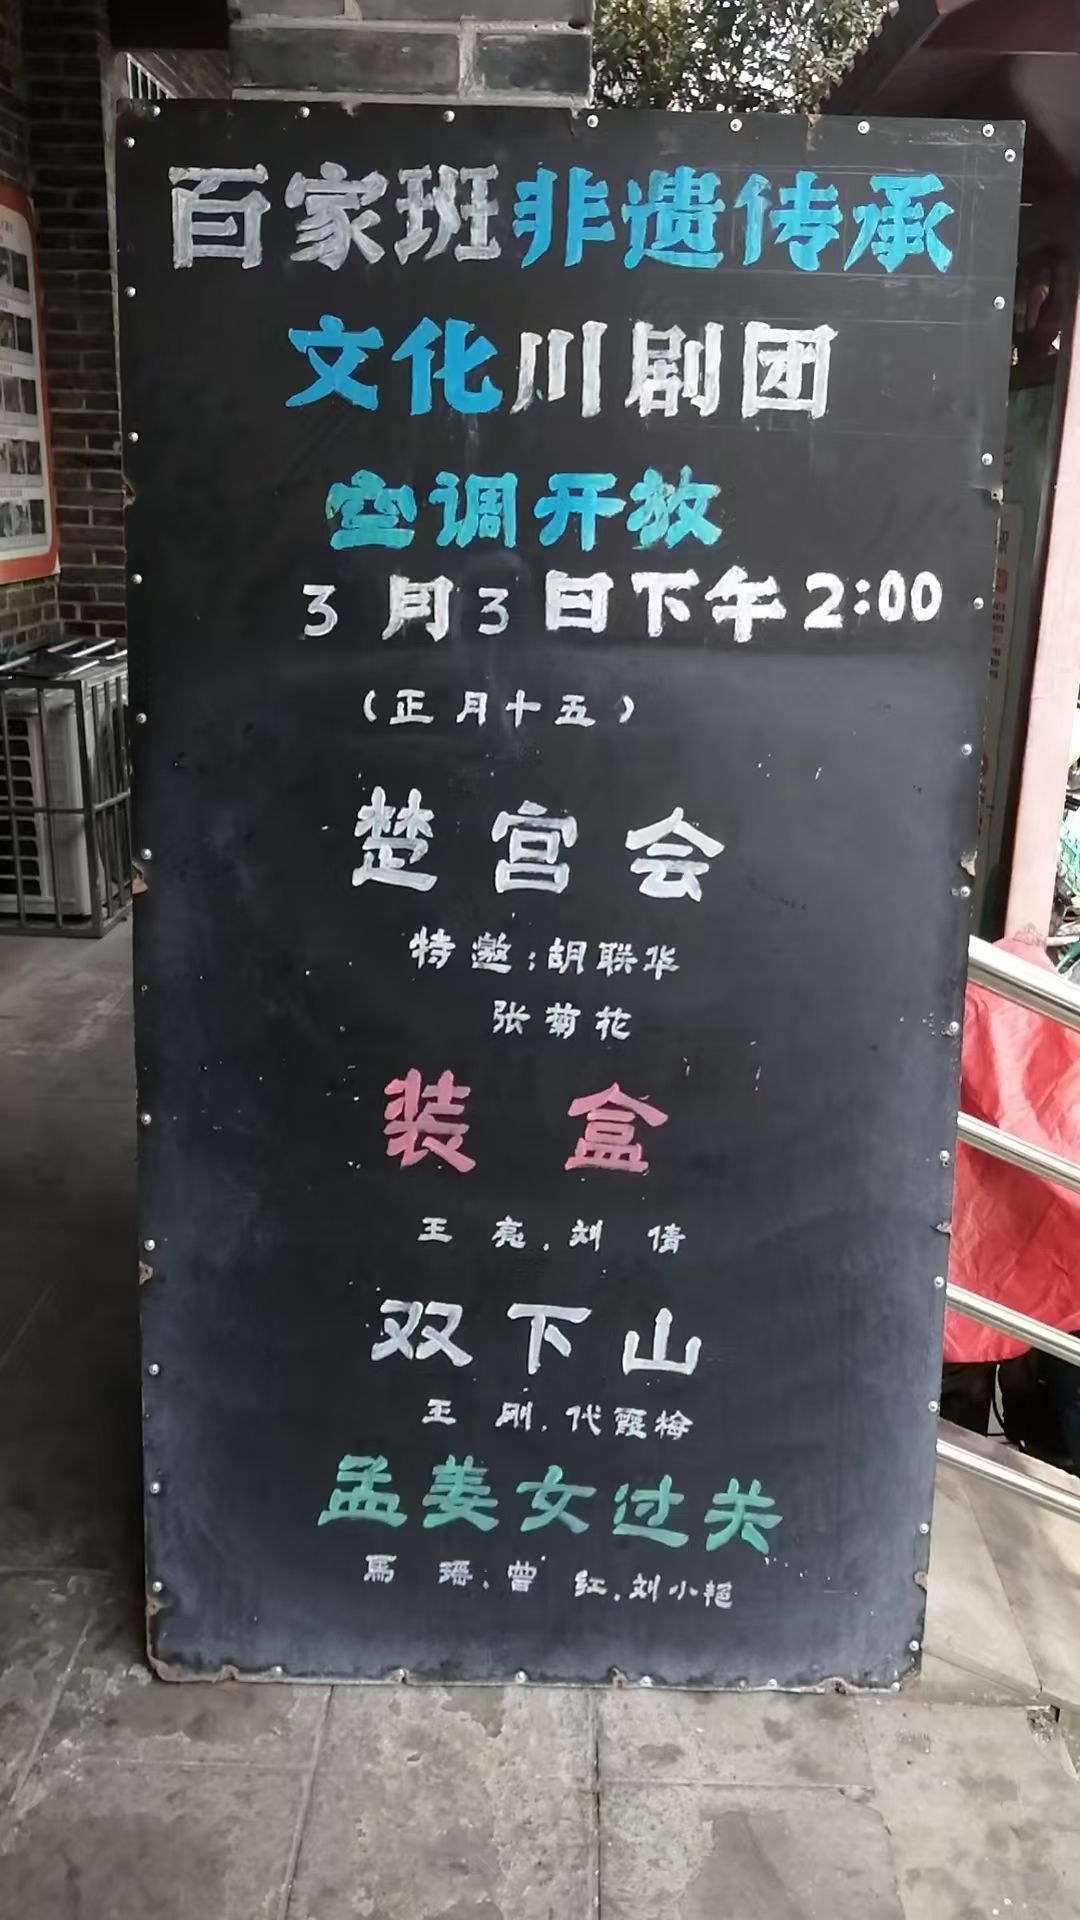 百家班非遗传承
文化川剧团
空调开放
3月3日下午2:00
(正月十五)
楚宫会
特邀:胡联华
张菊花
装盒
王亮.刘倩
双下山
王刚.代霞梅
孟姜女过关
馬瑶.曾红.刘小艳